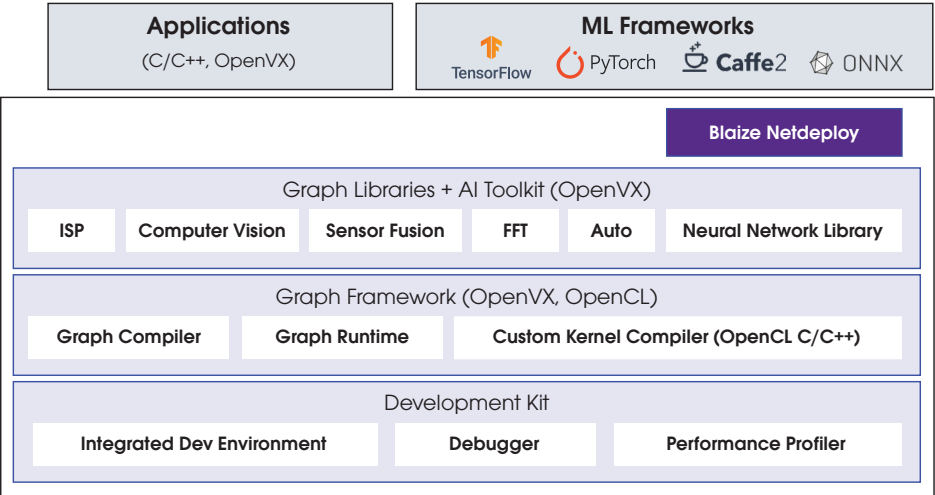 Applications
(C/C++, OpenVX)
ML Frameworks
TensorFlow
PyTorch
Caffe2
ONNX
Blaize Netdeploy
Graph Libraries + AI Toolkit (OpenVX)
ISP
Computer Vision
Sensor Fusion
FFT
Auto
Neural Network Library
Graph Framework (OpenVX, OpenCL)
Graph Compiler
Graph Runtime
Custom Kernel Compiler (OpenCL C/C++)
Development Kit
Integrated Dev Environment
Debugger
Performance Profiler